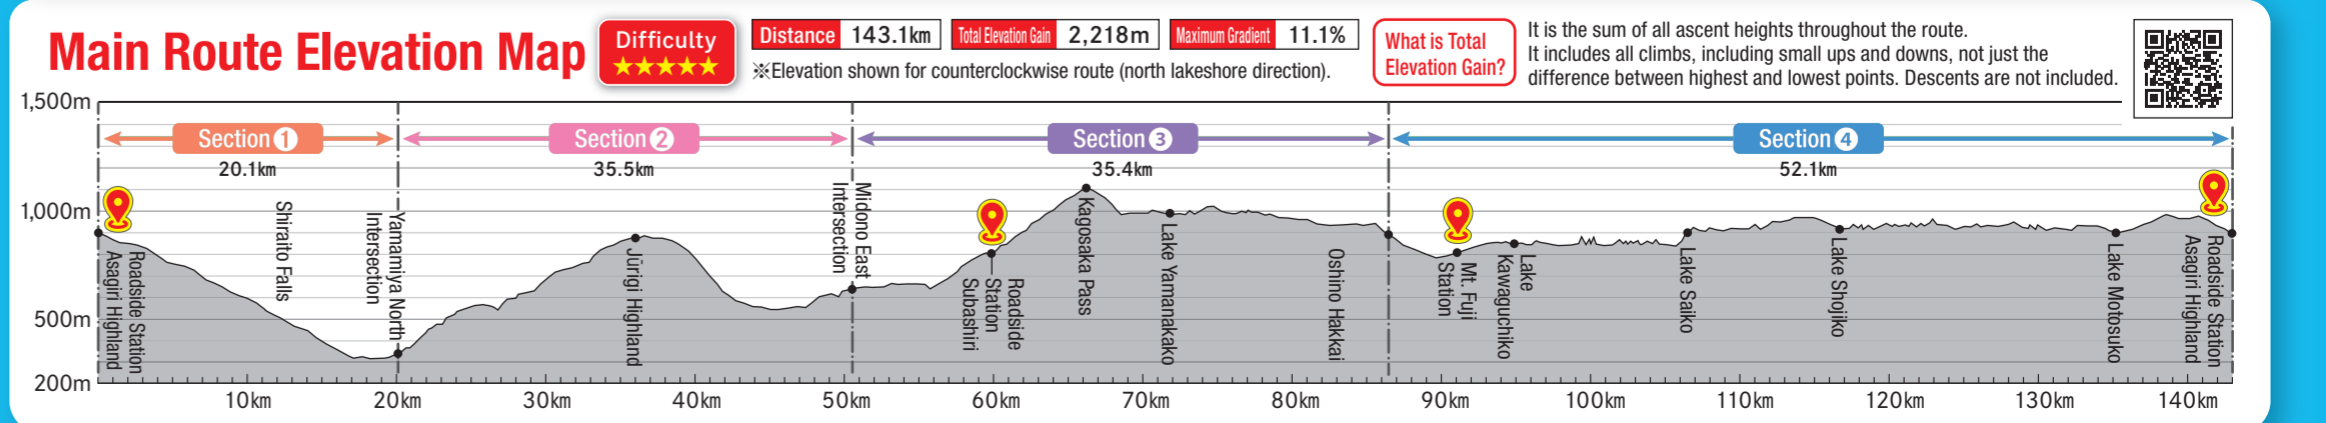 Main Route Elevation Map
Difficulty
★★★★★
Distance 143.1km
Total Elevation Gain 2,218m
Maximum Gradient 11.1%
※Elevation shown for counterclockwise route (north lakeshore direction).
What is Total
Elevation Gain?
It is the sum of all ascent heights throughout the route.
It includes all climbs, including small ups and downs, not just the
difference between highest and lowest points. Descents are not included.
1,500m
1,000m
500m
200m
Section 1
20.1km
Section 2
35.5km
Section 3
35.4km
Section 4
52.1km
Roadside Station
Asagiri Highland
Shiraito Falls
Yamamiya North
Intersection
Jūrigi Highland
Midono East
Intersection
Roadside
Station
Subashiri
Kagosaka Pass
Lake Yamanakako
Oshino Hakkai
Mt. Fuji
Station
Lake
Kawaguchiko
Lake Saiko
Lake Shojiko
Lake Motosuko
Roadside Station
Asagiri Highland
10km
20km
30km
40km
50km
60km
70km
80km
90km
100km
110km
120km
130km
140km